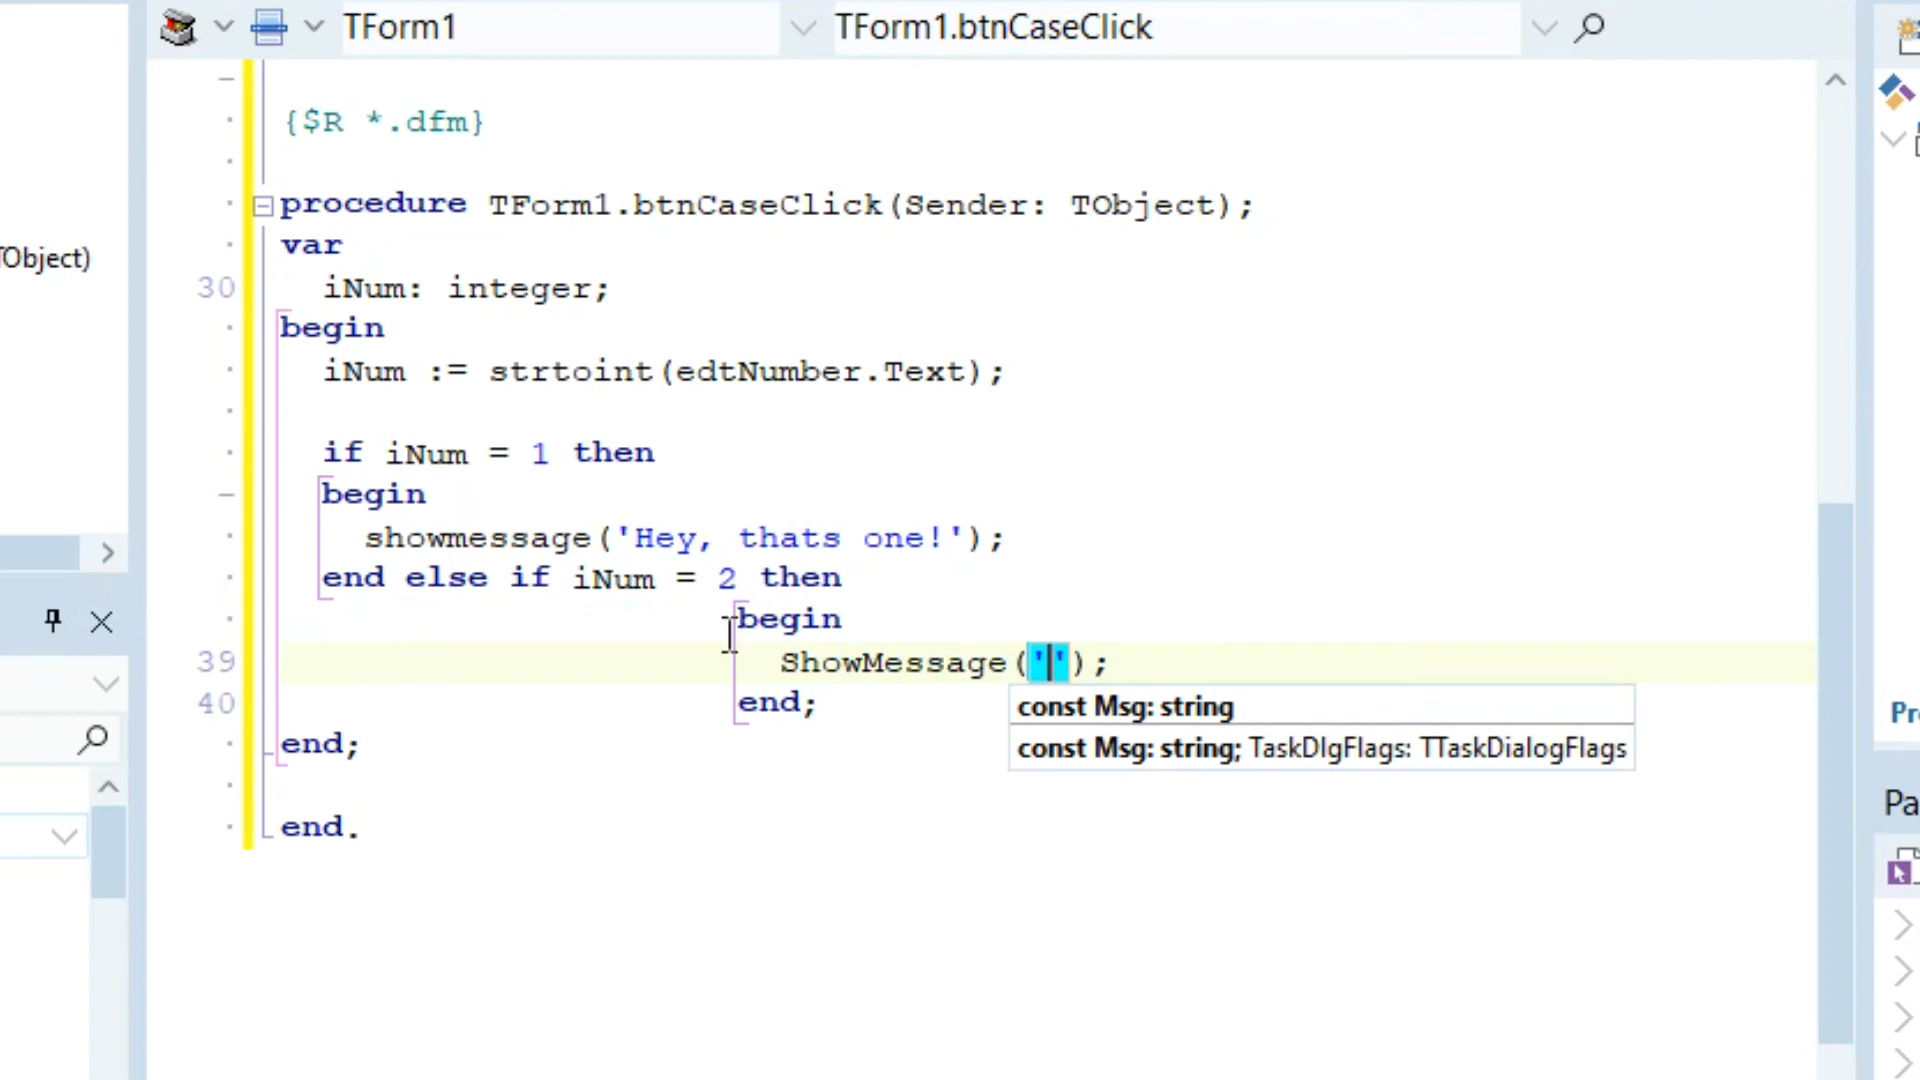 TForm1 TForm1.btnCaseClick
{$R *.dfm}
procedure TForm1.btnCaseClick(Sender: TObject);
var
TObject)
30 iNum: integer;
begin
iNum := strtoint(edtNumber.Text);
if iNum = 1 then
begin
showmessage('Hey, thats one!');
end else if iNum = 2 then
begin
39 ShowMessage('');
40 end;
const Msg: string
end;
const Msg: string; TaskDlgFlags: TTaskDialogFlags
end.
Pr
Pa